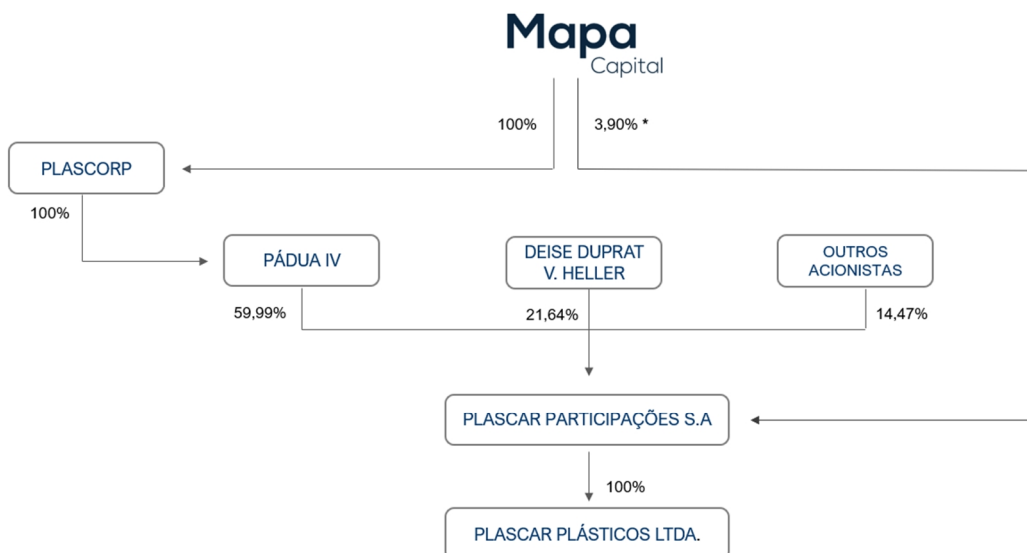 Mapa
Capital
100%
3,90% *
PLASCORP
100%
PÁDUA IV
DEISE DUPRAT
V. HELLER
OUTROS
ACIONISTAS
59,99%
21,64%
14,47%
PLASCAR PARTICIPAÇÕES S.A
100%
PLASCAR PLÁSTICOS LTDA.